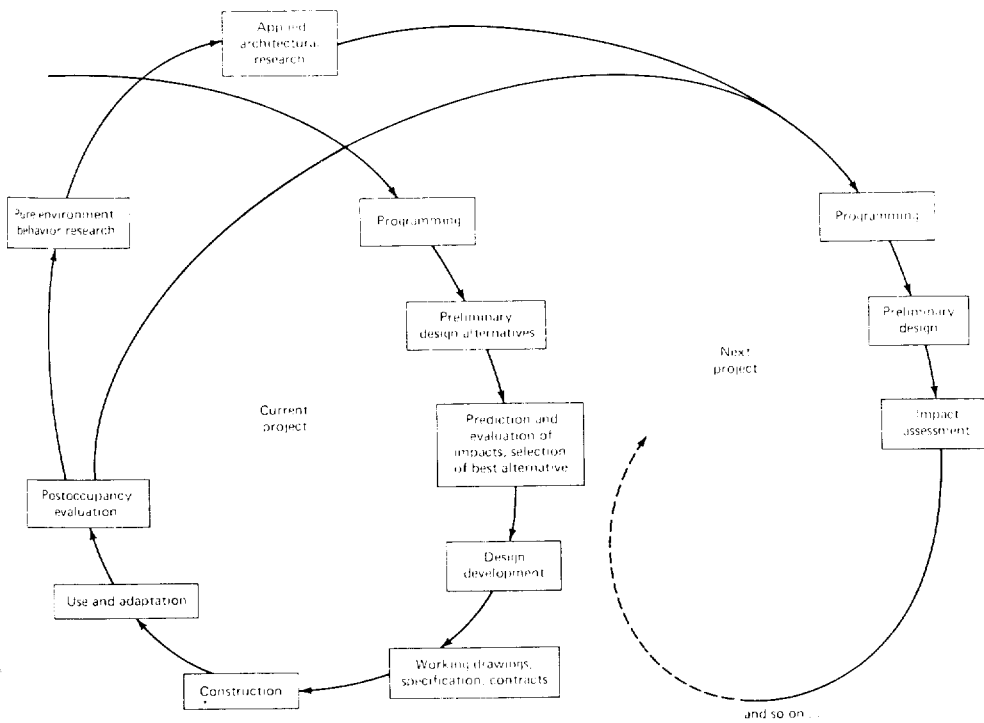 Applied
architectural
research
Pure environment
behavior research
Programming
Programming
Preliminary
design alternatives
Preliminary
design
Next
project
Current
project
Prediction and
evaluation of
impacts, selection
of best alternative
Impact
assessment
Postoccupancy
evaluation
Design
development
Use and adaptation
Working drawings,
specification, contracts
Construction
and so on . .